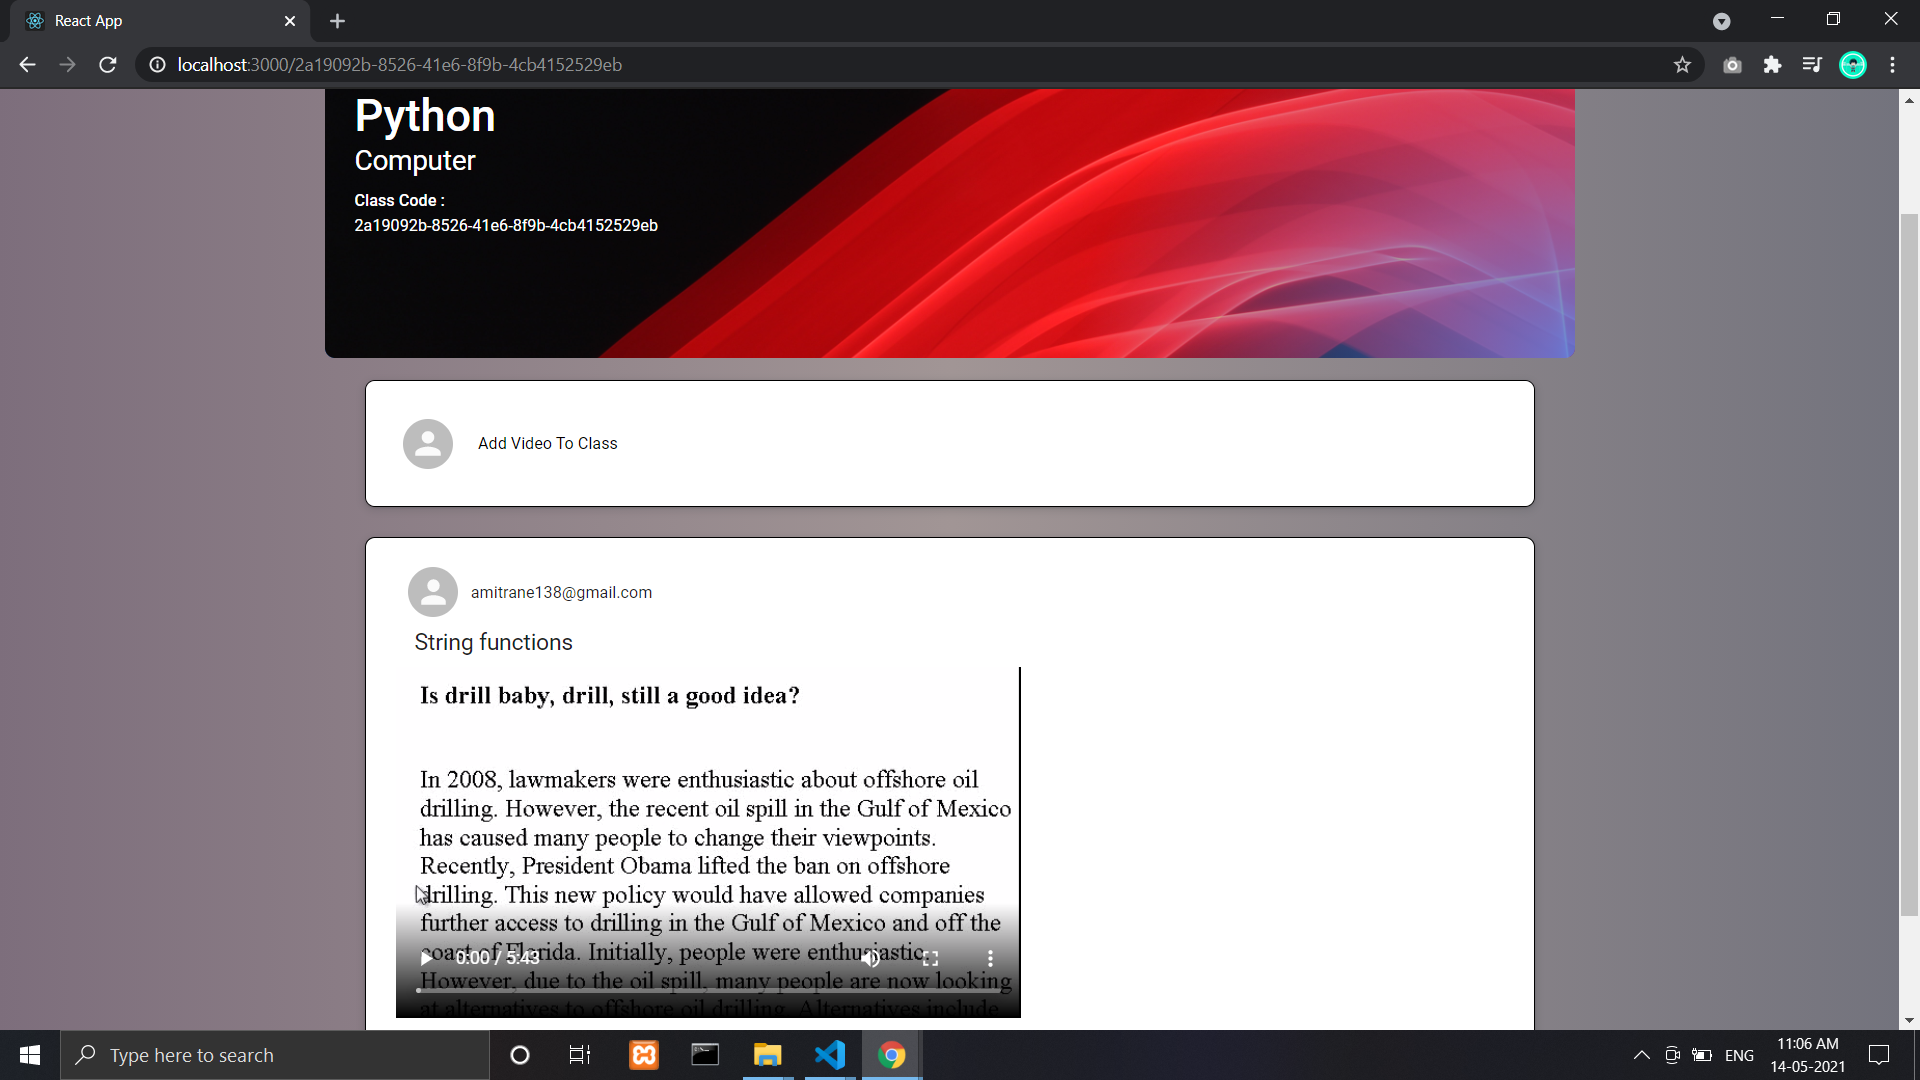 React App
localhost:3000/2a19092b-8526-41e6-8f9b-4cb4152529eb
Python
Computer
Class Code :
2a19092b-8526-41e6-8f9b-4cb4152529eb
Add Video To Class
amitrane138@gmail.com
String functions
Is drill baby, drill, still a good idea?
In 2008, lawmakers were enthusiastic about offshore oil
drilling. However, the recent oil spill in the Gulf of Mexico
has caused many people to change their viewpoints.
Recently, President Obama lifted the ban on offshore
drilling. This new policy would have allowed companies
further access to drilling in the Gulf of Mexico and off the
coast of Florida. Initially, people were enthusiastic.
0:00 / 5:43
However, due to the oil spill, many people are now looking
at alternatives to offshore oil drilling. Alternatives include
Type here to search
ENG
11:06 AM
14-05-2021